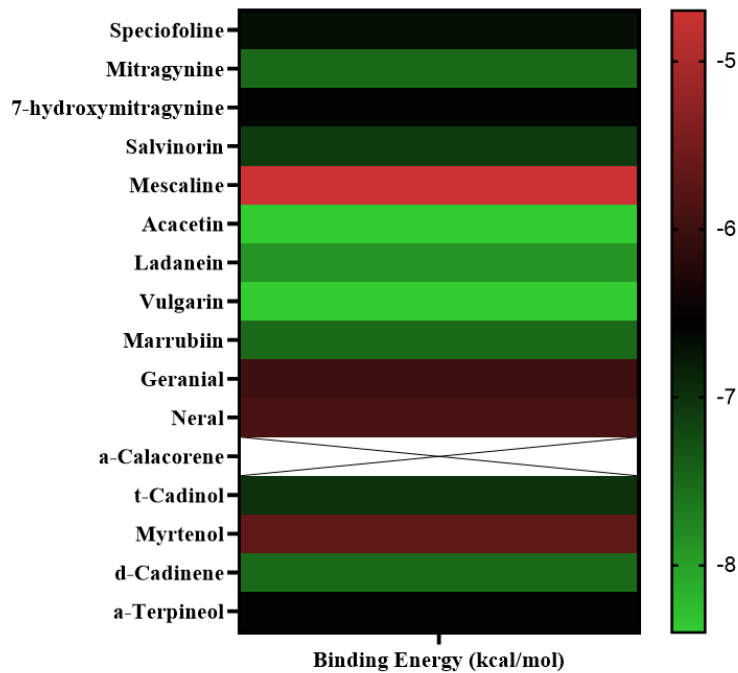 Speciofoline
Mitragynine
7-hydroxymitragynine
Salvinorin
Mescaline
Acacetin
Ladanein
Vulgarin
Marrubiin
Geranial
Neral
a-Calacorene
t-Cadinol
Myrtenol
d-Cadinene
a-Terpineol
Binding Energy (kcal/mol)
-5
-6
-7
-8